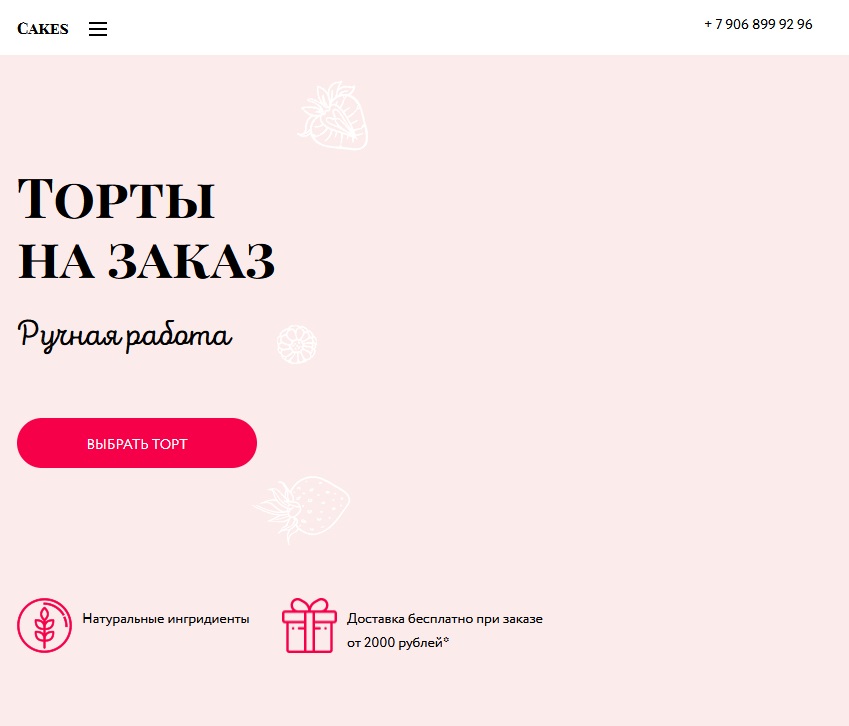 Cakes
+ 7 906 899 92 96
Торты
на заказ
Ручная работа
ВЫБРАТЬ ТОРТ
Натуральные ингридиенты
Доставка бесплатно при заказе
от 2000 рублей*